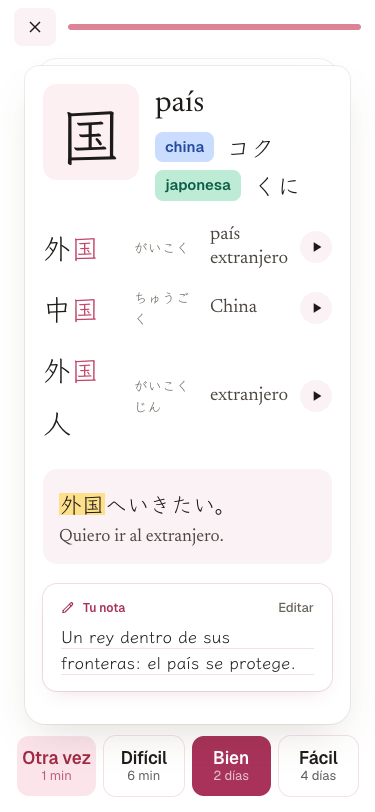 国
país
china コク
japonesa くに
外国 がいこく país extranjero
中国 ちゅうごく China
外国人 がいこくじん extranjero
外国へいきたい。
Quiero ir al extranjero.
Tu nota Editar
Un rey dentro de sus
fronteras: el país se protege.
Otra vez Difícil Bien Fácil
1 min 6 min 2 días 4 días